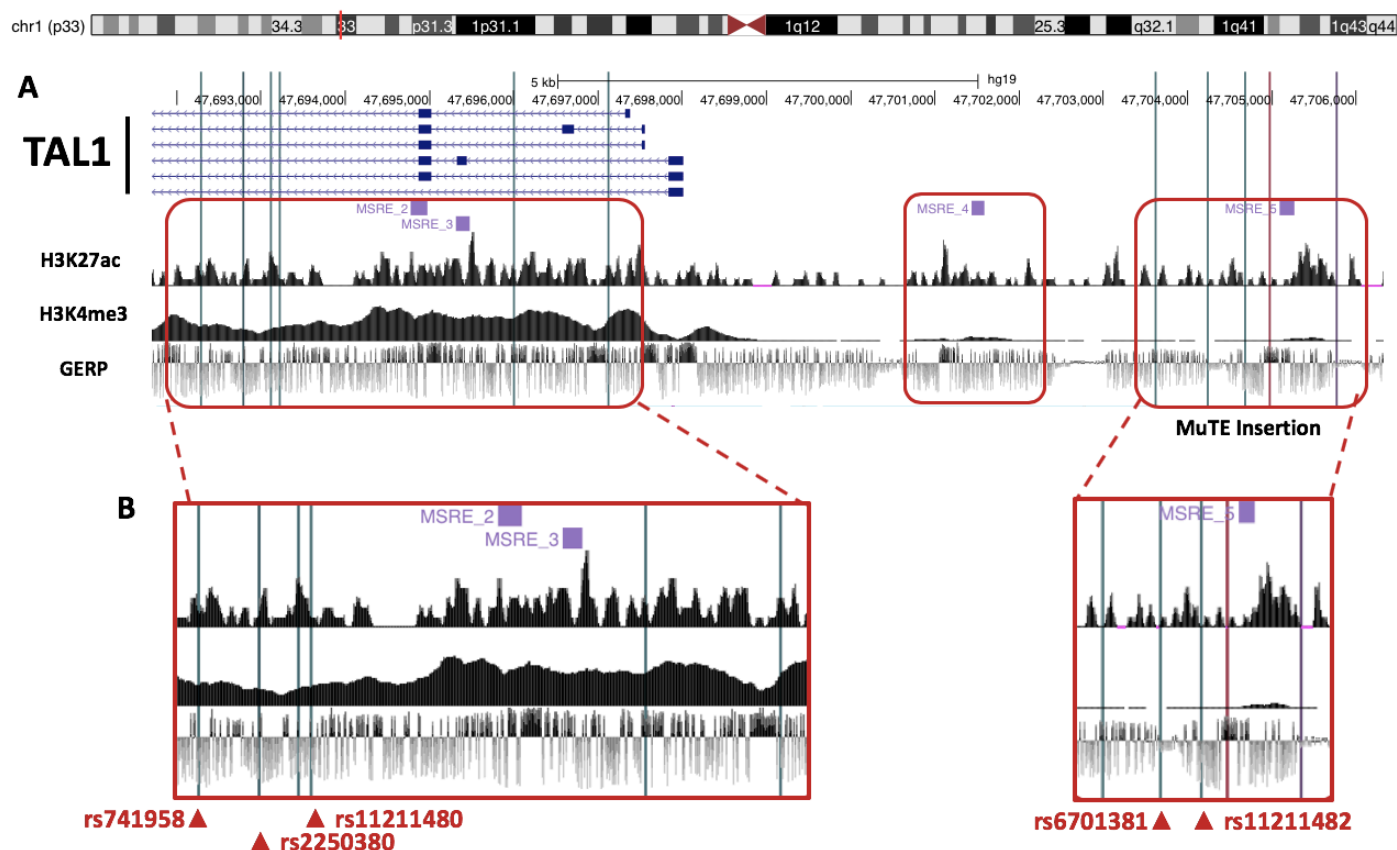 chr1 (p33) 34.3 33 p31.3 1p31.1 1q12 25.3 q32.1 1q41 1q43 q44
A
5 kb hg19
47,693,000 47,694,000 47,695,000 47,696,000 47,697,000 47,698,000 47,699,000 47,700,000 47,701,000 47,702,000 47,703,000 47,704,000 47,705,000 47,706,000
TAL1
MSRE_2 MSRE_4 MSRE_5
MSRE_3
H3K27ac
H3K4me3
GERP
MuTE Insertion
B
MSRE_2 MSRE_5
MSRE_3
rs741958 rs11211480 rs6701381 rs11211482
rs2250380